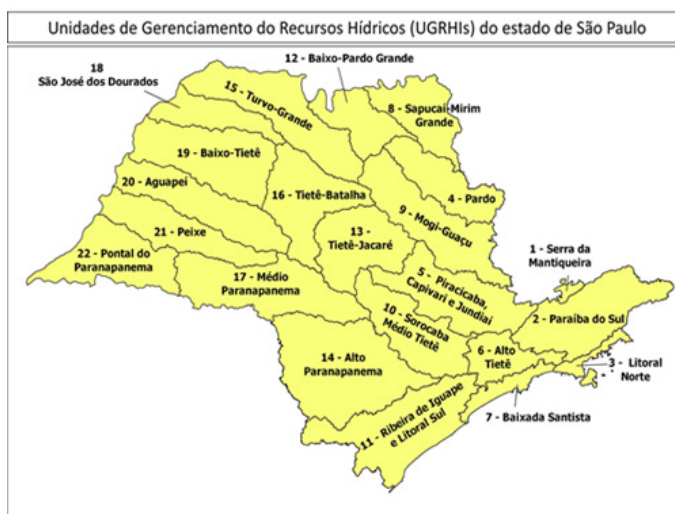 Unidades de Gerenciamento do Recursos Hídricos (UGRHIs) do estado de São Paulo
12 - Baixo-Pardo Grande
18
São José dos Dourados
15 - Turvo-Grande
8 - Sapucaí-Mirim
Grande
19 - Baixo-Tietê
20 - Aguapeí
16 - Tietê-Batalha
4 - Pardo
9 - Mogi-Guaçu
21 - Peixe
13 -
Tietê-Jacaré
1 - Serra da
Mantiqueira
22 - Pontal do
Paranapanema
17 - Médio
Paranapanema
5 - Piracicaba,
Capivari e Jundiaí
10 - Sorocaba
Médio Tietê
2 - Paraíba do Sul
14 - Alto
Paranapanema
6 - Alto
Tietê
3 - Litoral
Norte
11 - Ribeira de Iguape
e Litoral Sul
7 - Baixada Santista